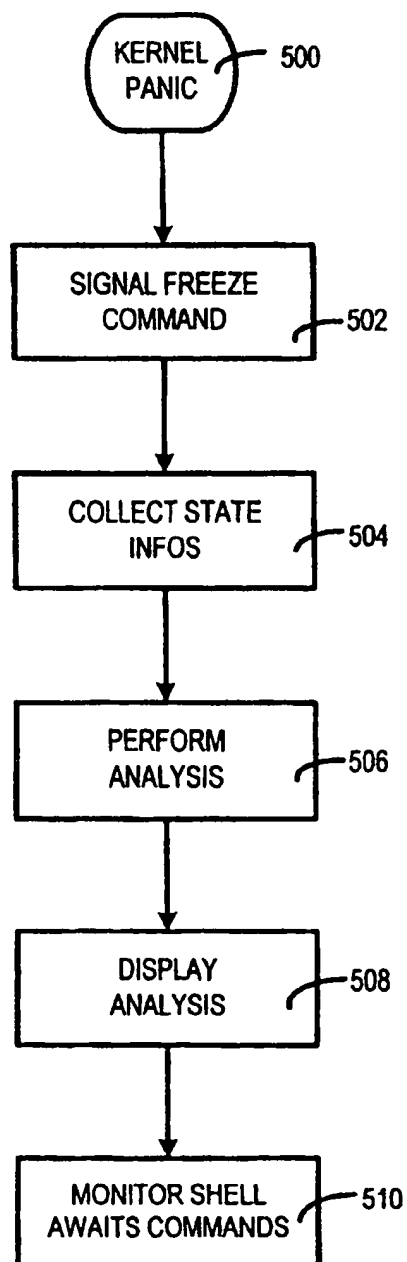 KERNEL
PANIC
500
SIGNAL FREEZE
COMMAND
502
COLLECT STATE
INFOS
504
PERFORM
ANALYSIS
506
DISPLAY
ANALYSIS
508
MONITOR SHELL
AWAITS COMMANDS
510